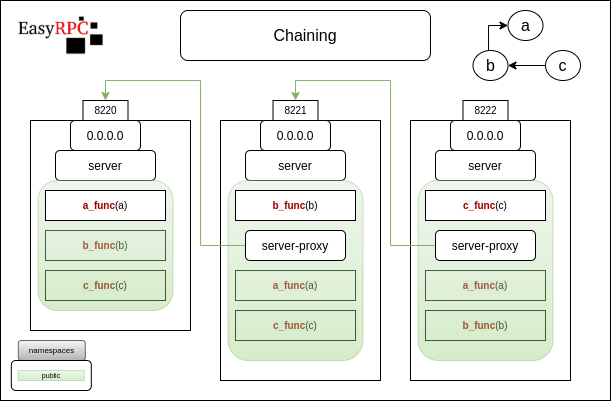 EasyRPC
Chaining
a
b
c
8220
8221
8222
0.0.0.0
0.0.0.0
0.0.0.0
server
server
server
a_func(a)
b_func(b)
c_func(c)
b_func(b)
server-proxy
server-proxy
c_func(c)
a_func(a)
a_func(a)
c_func(c)
b_func(b)
namespaces
public